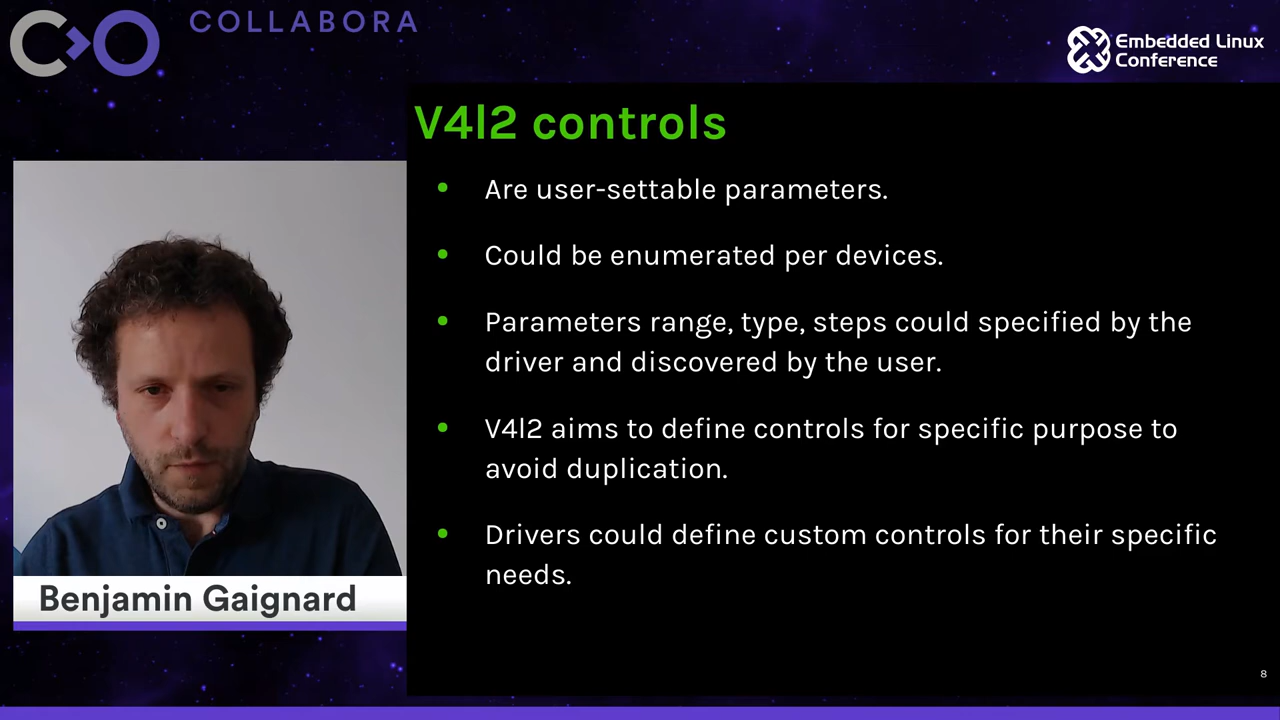 COLLABORA
Embedded Linux
Conference
V4l2 controls
Are user-settable parameters.
Could be enumerated per devices.
Parameters range, type, steps could specified by the
driver and discovered by the user.
V4l2 aims to define controls for specific purpose to
avoid duplication.
Drivers could define custom controls for their specific
needs.
Benjamin Gaignard
8